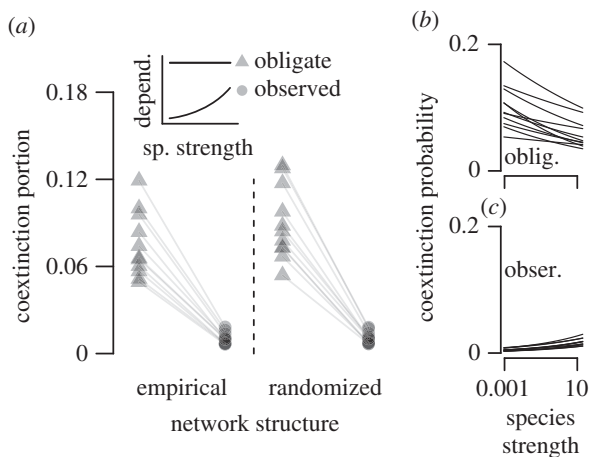 (a)
depend.
sp. strength
obligate
observed
coextinction portion
0.18
0.12
0.06
0
empirical
randomized
network structure
(b)
coextinction probability
0.2
0
oblig.
(c)
0.2
obser.
0
0.001
10
species
strength